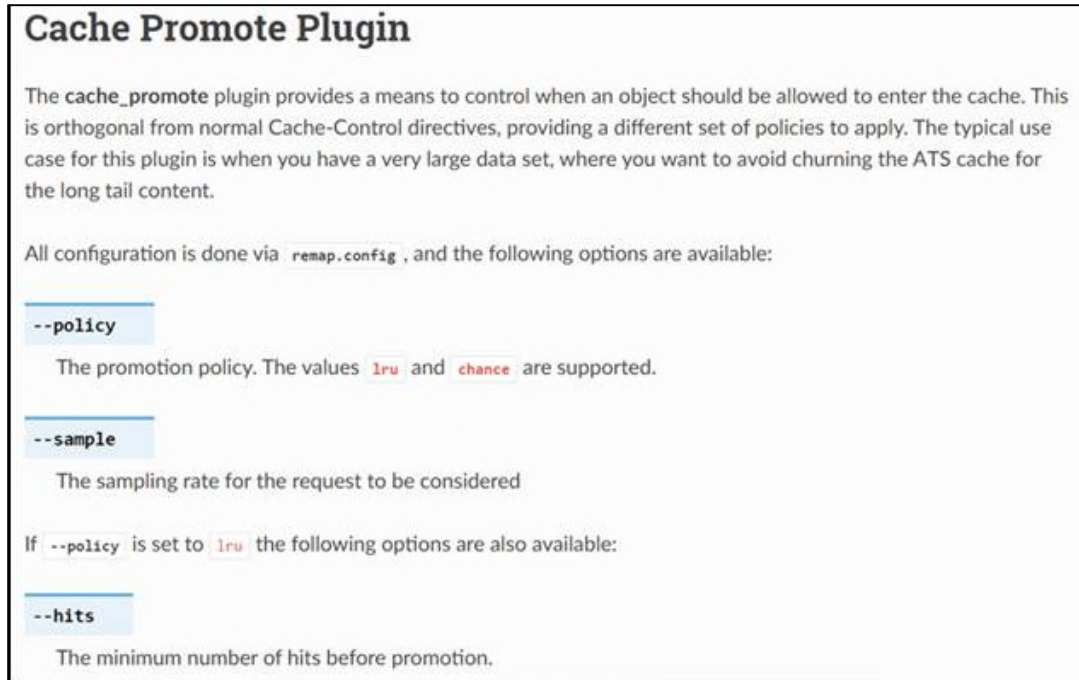 Cache Promote Plugin
The cache_promote plugin provides a means to control when an object should be allowed to enter the cache. This
is orthogonal from normal Cache-Control directives, providing a different set of policies to apply. The typical use
case for this plugin is when you have a very large data set, where you want to avoid churning the ATS cache for
the long tail content.
All configuration is done via remap.config , and the following options are available:
--policy
The promotion policy. The values lru and chance are supported.
--sample
The sampling rate for the request to be considered
If --policy is set to lru the following options are also available:
--hits
The minimum number of hits before promotion.